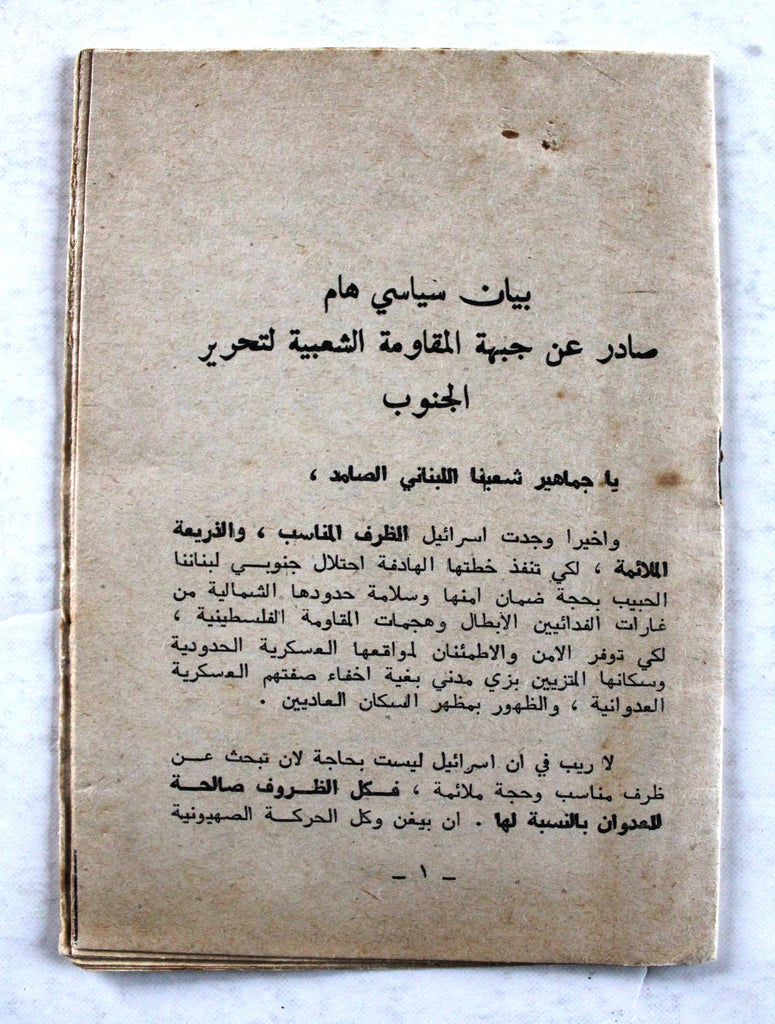 بيان سياسي هام
صادر عن جبهة المقاومة الشعبية لتحرير
الجنوب
يا جماهير شعبنا اللبناني الصامد ،
واخيرا وجدت اسرائيل الظرف المناسب ، والذريعة
الملائمة ، لكي تنفذ خطتها الهادفة احتلال جنوبي لبناننا
الحبيب بحجة ضمان امنها وسلامة حدودها الشمالية من
غارات الفدائيين الابطال وهجمات المقاومة الفلسطينية ،
لكي توفر الامن والاطمئنان لمواقعها العسكرية الحدودية
وسكانها المتزيين بزي مدني بغية اخفاء صفتهم العسكرية
العدوانية ، والظهور بمظهر السكان العاديين .
لا ريب في ان اسرائيل ليست بحاجة لان تبحث عن
ظرف مناسب وحجة ملائمة ، فكل الظروف صالحة
للعدوان بالنسبة لها . ان بيغن وكل الحركة الصهيونية
- ١ -